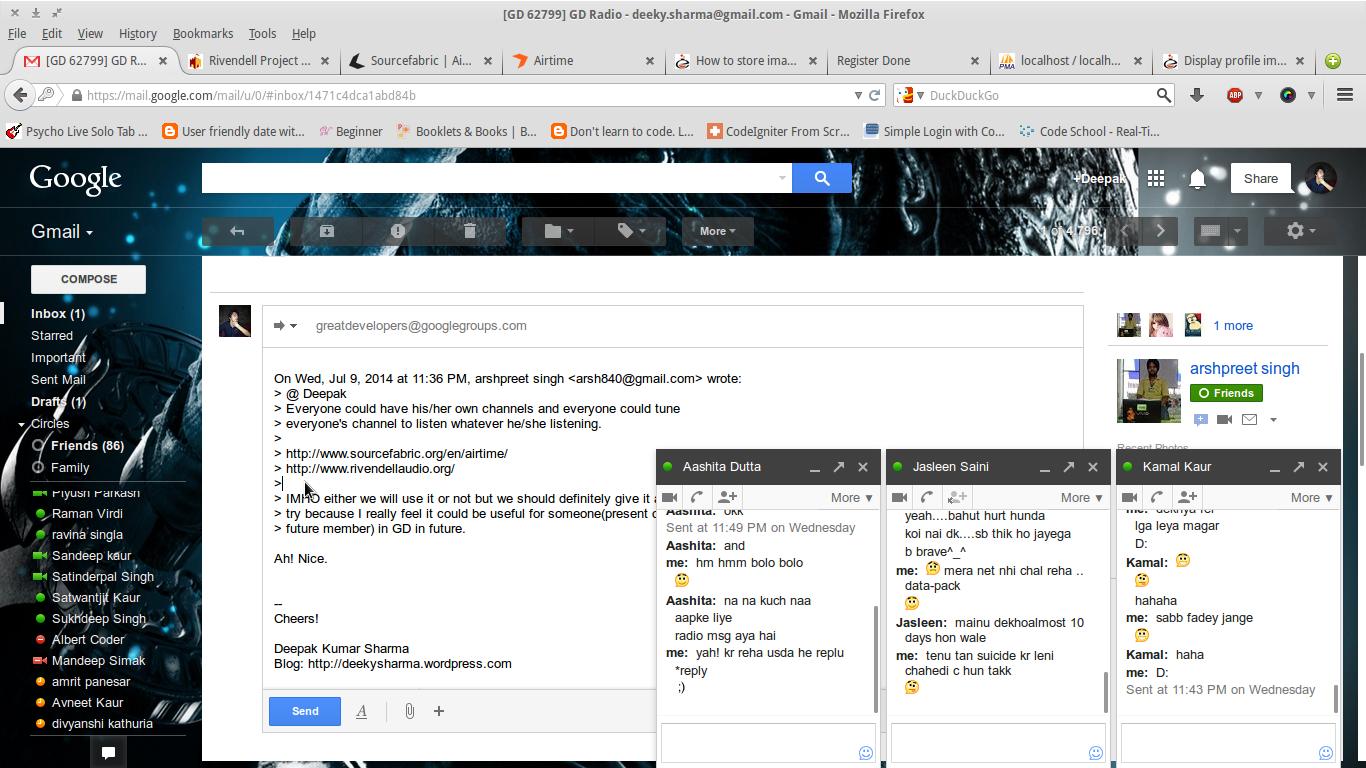 [GD 62799] GD Radio - deeky.sharma@gmail.com - Gmail - Mozilla Firefox
File Edit View History Bookmarks Tools Help
[GD 62799] GD R... Rivendell Project ... Sourcefabric | Ai... Airtime How to store ima... Register Done localhost / localh... Display profile im...
https://mail.google.com/mail/u/0/#inbox/1471c4dca1abd84b DuckDuckGo ABP
Psycho Live Solo Tab ... User friendly date wit... Beginner Booklets & Books | B... Don't learn to code. L... CodeIgniter From Scr... Simple Login with Co... Code School - Real-Ti...
Google
+Deepak
Share
Gmail
More
1 of 4,796
COMPOSE
Inbox (1)
Starred
Important
Sent Mail
Drafts (1)
Circles
Friends (86)
Family
Piyush Parkash
Raman Virdi
ravina singla
Sandeep kaur
Satinderpal Singh
Satwantjit Kaur
Sukhdeep Singh
Albert Coder
Mandeep Simak
amrit panesar
Avneet Kaur
divyanshi kathuria
greatdevelopers@googlegroups.com
On Wed, Jul 9, 2014 at 11:36 PM, arshpreet singh <arsh840@gmail.com> wrote:
> @ Deepak
> Everyone could have his/her own channels and everyone could tune
> everyone's channel to listen whatever he/she listening.
>
> http://www.sourcefabric.org/en/airtime/
> http://www.rivendellaudio.org/
>
> IMHO either we will use it or not but we should definitely give it
> try because I really feel it could be useful for someone(present
> future member) in GD in future.
Ah! Nice.
--
Cheers!
Deepak Kumar Sharma
Blog: http://deekysharma.wordpress.com
Send
1 more
arshpreet singh
Friends
Recent Photos
Aashita Dutta
More
Aashita: okk
Sent at 11:49 PM on Wednesday
Aashita: and
me: hm hmm bolo bolo
Aashita: na na kuch naa
aapke liye
radio msg aya hai
me: yah! kr reha usda he replu
*reply
;)
Jasleen Saini
More
yeah....bahut hurt hunda
koi nai dk....sb thik ho jayega
b brave^_^
me: mera net nhi chal reha ..
data-pack
Jasleen: mainu dekhoalmost 10
days hon wale
me: tenu tan suicide kr leni
chahedi c hun takk
Kamal Kaur
More
me: dekhya fer
lga leya magar
D:
Kamal:
hahaha
me: sabb fadey jange
Kamal: haha
me: D:
Sent at 11:43 PM on Wednesday